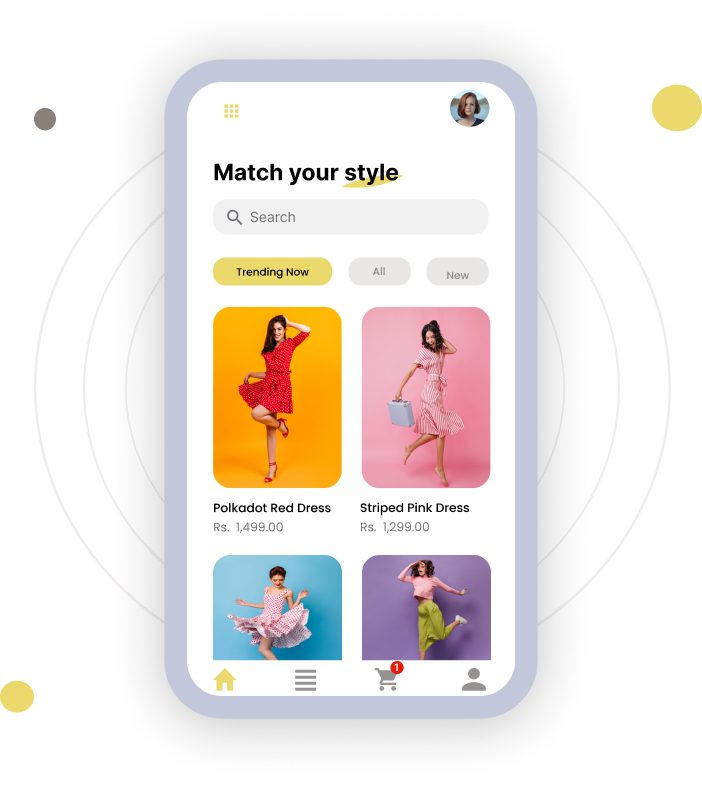 Match your style
Search
Trending Now
All
New
Polkadot Red Dress
Striped Pink Dress
Rs. 1,499.00
Rs. 1,299.00
1